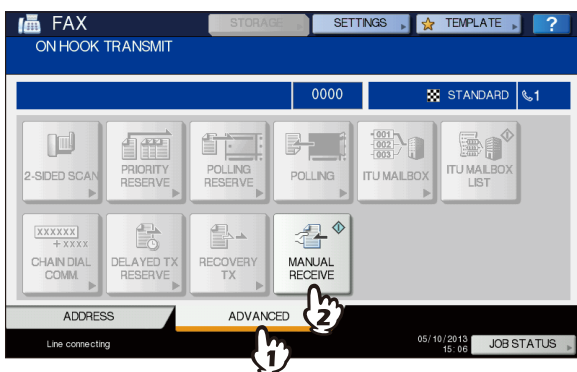 FAX
STORAGE
SETTINGS
TEMPLATE
?
ON HOOK TRANSMIT
0000
STANDARD
1
2-SIDED SCAN
PRIORITY
RESERVE
POLLING
RESERVE
POLLING
ITU MAILBOX
ITU MAILBOX
LIST
001
002
003
XXXXXX
+ XXXX
CHAIN DIAL
COMM.
DELAYED TX
RESERVE
RECOVERY
TX
MANUAL
RECEIVE
ADDRESS
ADVANCED
2
1
Line connecting
05/10/2013
15:06
JOB STATUS